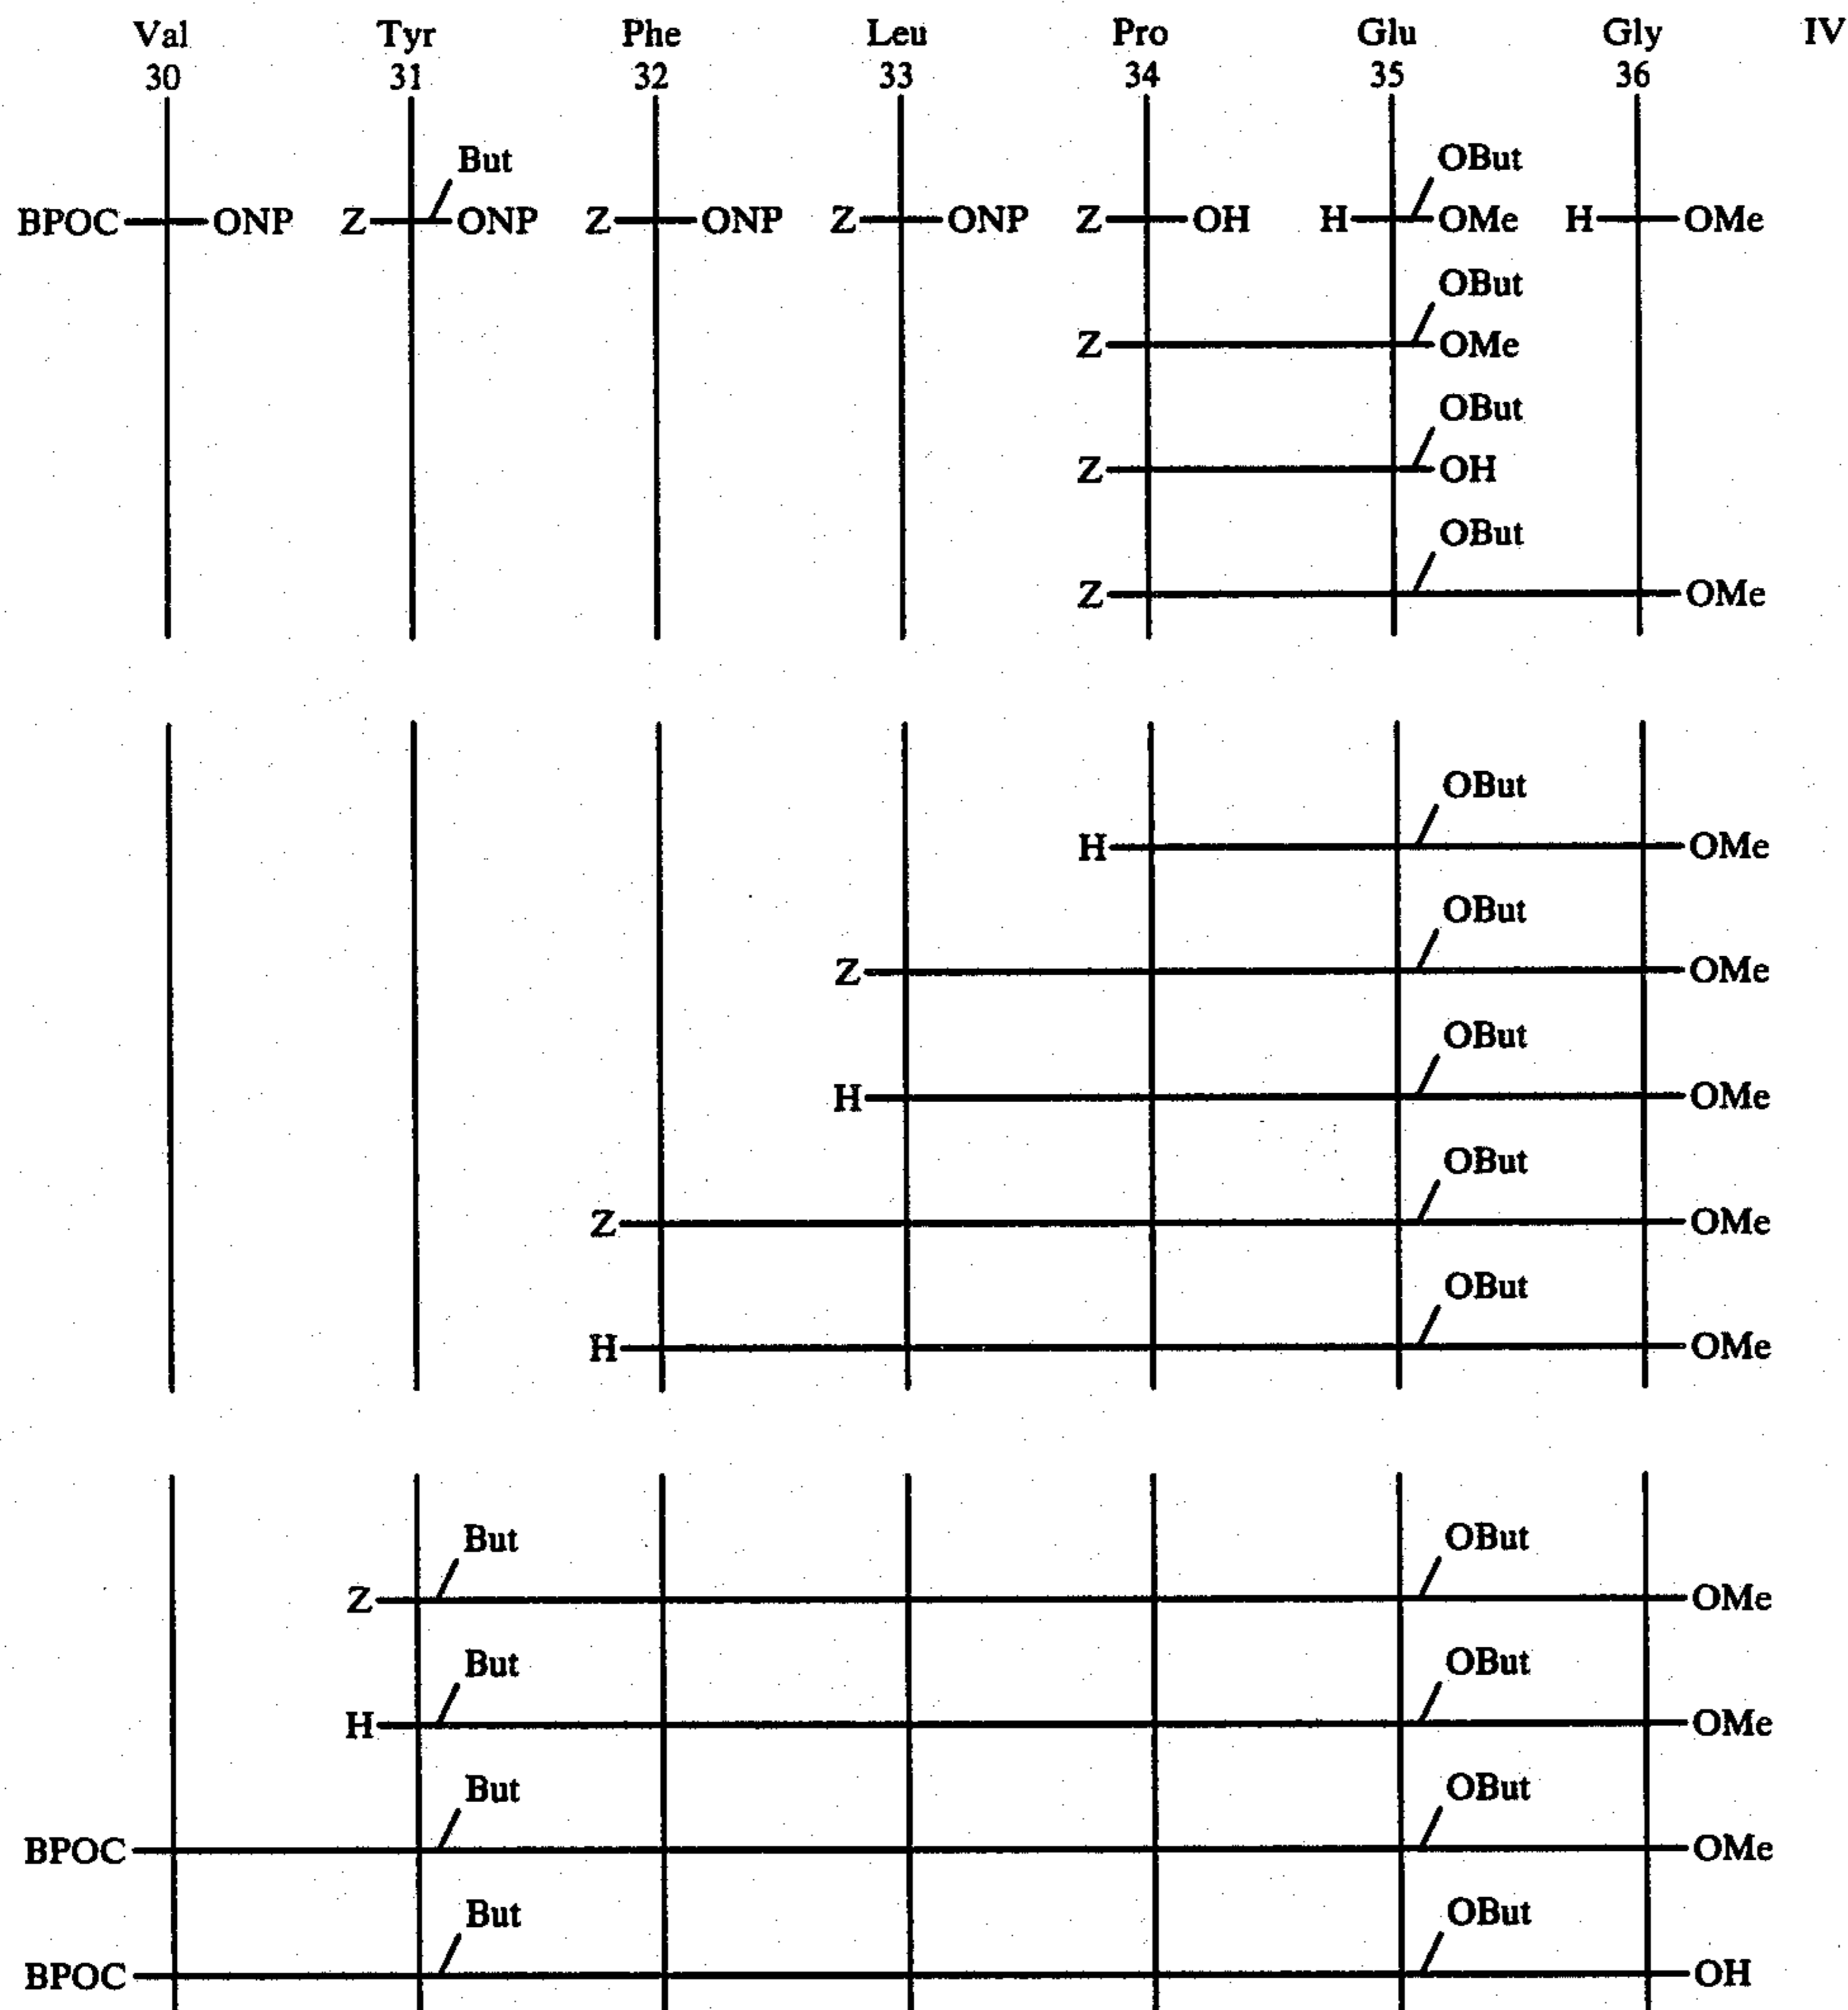 Val Tyr Phe Leu Pro Glu Gly IV
30 31 32 33 34 35 36
But OBut
BPOC ONP Z ONP Z ONP Z ONP Z OH H OMe H OMe
OBut
Z OMe
OBut
Z OH
OBut
Z OMe
OBut
H OMe
OBut
Z OMe
OBut
H OMe
OBut
Z OMe
OBut
H OMe
But OBut
Z OMe
But OBut
H OMe
But OBut
BPOC OMe
But OBut
BPOC OH